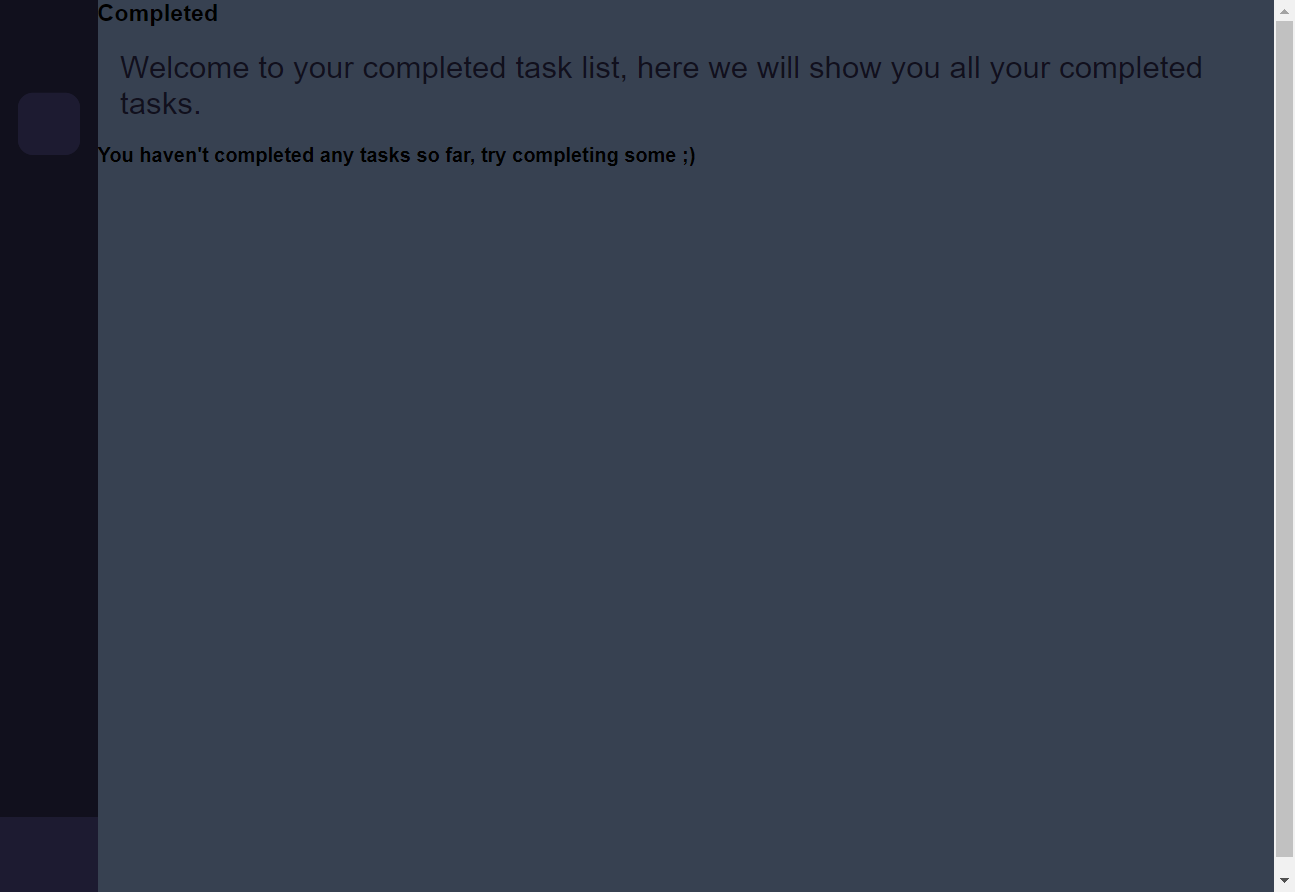 Completed
Welcome to your completed task list, here we will show you all your completed
tasks.
You haven't completed any tasks so far, try completing some ;)